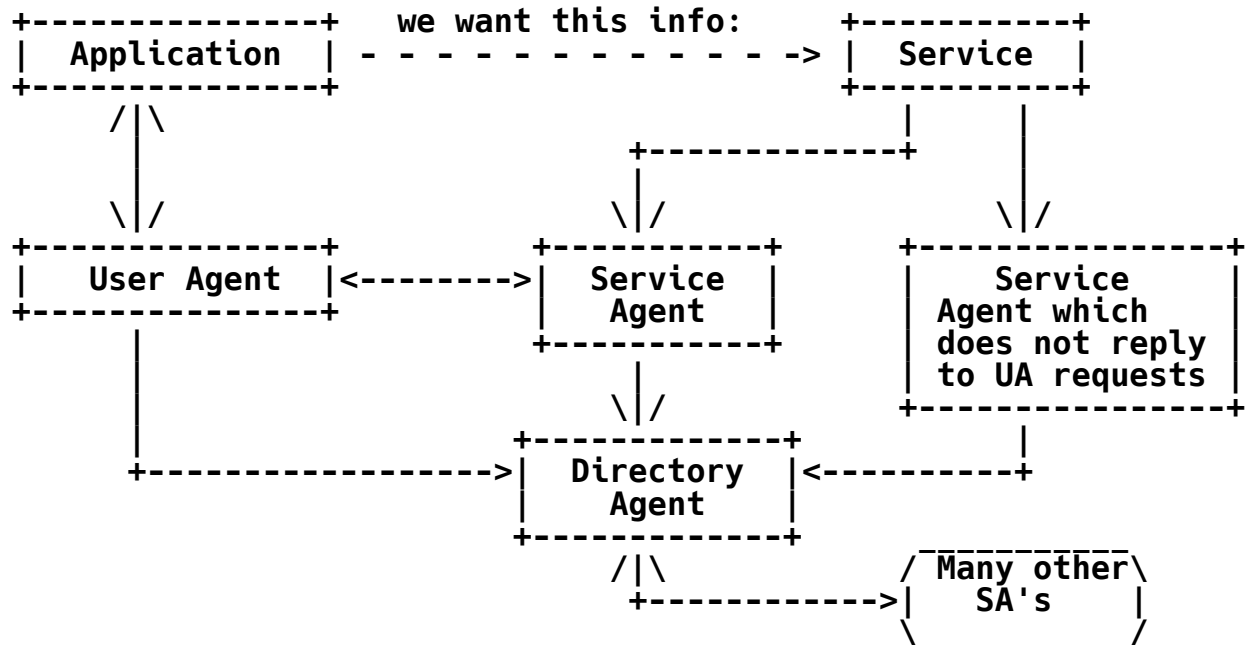 we want this info:
Application
Service
User Agent
Service
Agent
Service
Agent which
does not reply
to UA requests
Directory
Agent
Many other
SA's